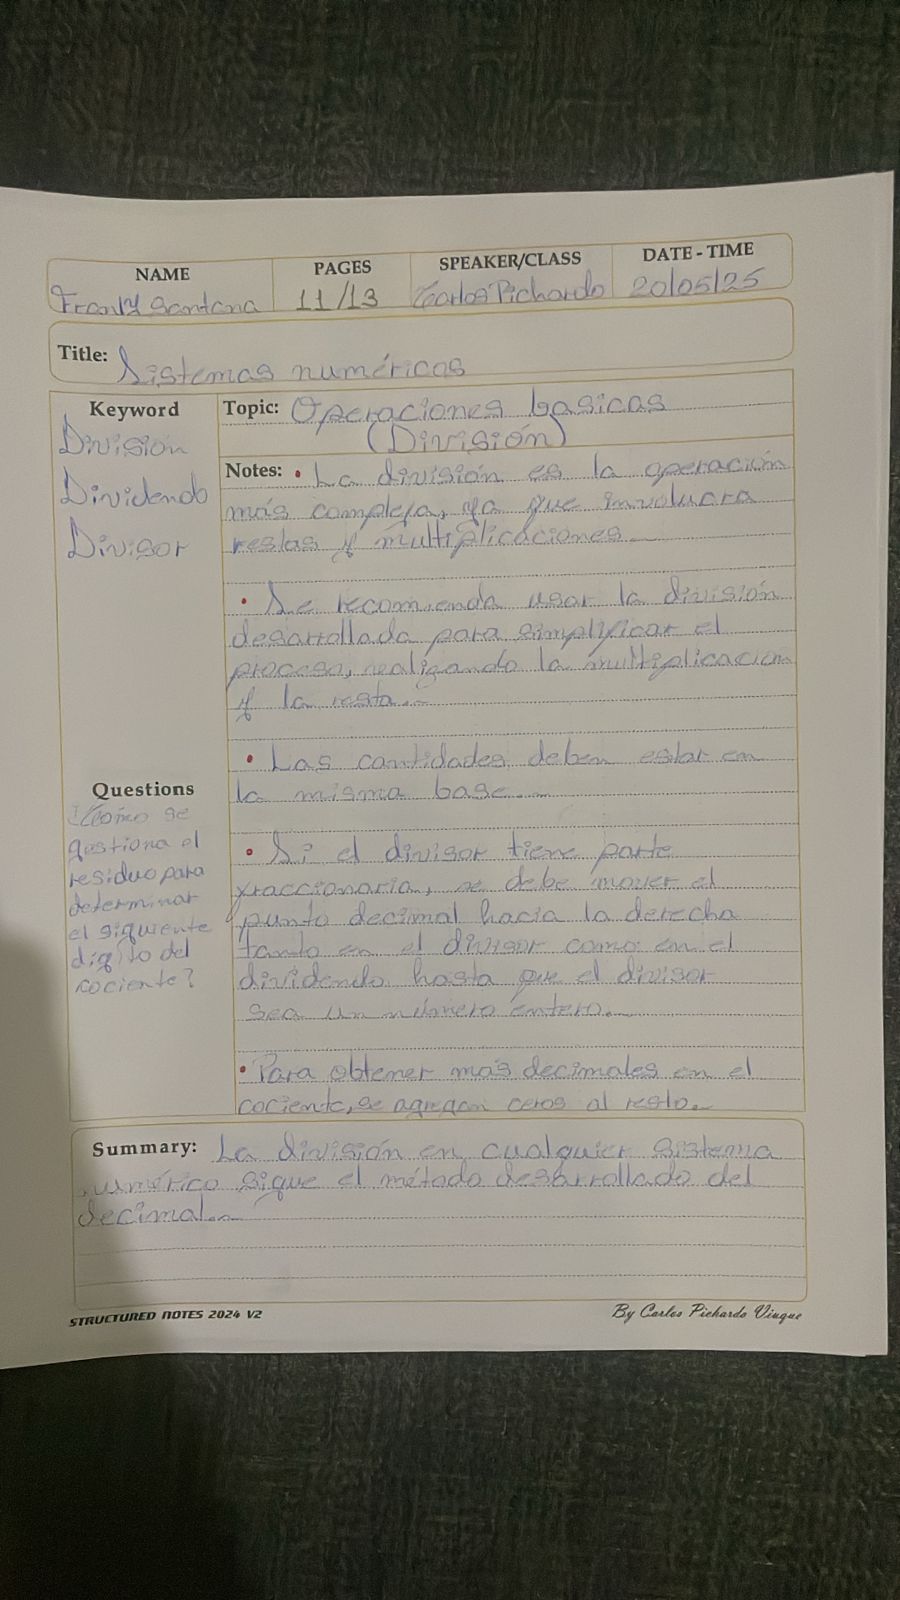 NAME PAGES SPEAKER/CLASS DATE - TIME
Frankly Santana 11/13 Carlos Pichardo 20/05/25
Title: Sistemas numéricos
Keyword
División
Dividendo
Divisor
Topic: Operaciones basicas
(División)
Notes: • La división es la operación
más compleja, ya que involucra
restas y multiplicaciones.
• Se recomienda usar la división
desarrollada para simplificar el
proceso, realizando la multiplicación
y la resta.
• Las cantidades deben estar en
la misma base.
• Si el divisor tiene parte
fraccionaria, se debe mover el
punto decimal hacia la derecha
tanto en el divisor como en el
dividendo hasta que el divisor
sea un número entero.
• Para obtener más decimales en el
cociente, se agregan ceros al resto.
Questions
¿Cómo se
gestiona el
residuo para
determinar
el siguiente
digito del
cociente?
Summary: La división en cualquier sistema
numérico sigue el método desarrollado del
decimal.
STRUCTURED NOTES 2024 V2 By Carlos Pichardo Viuque